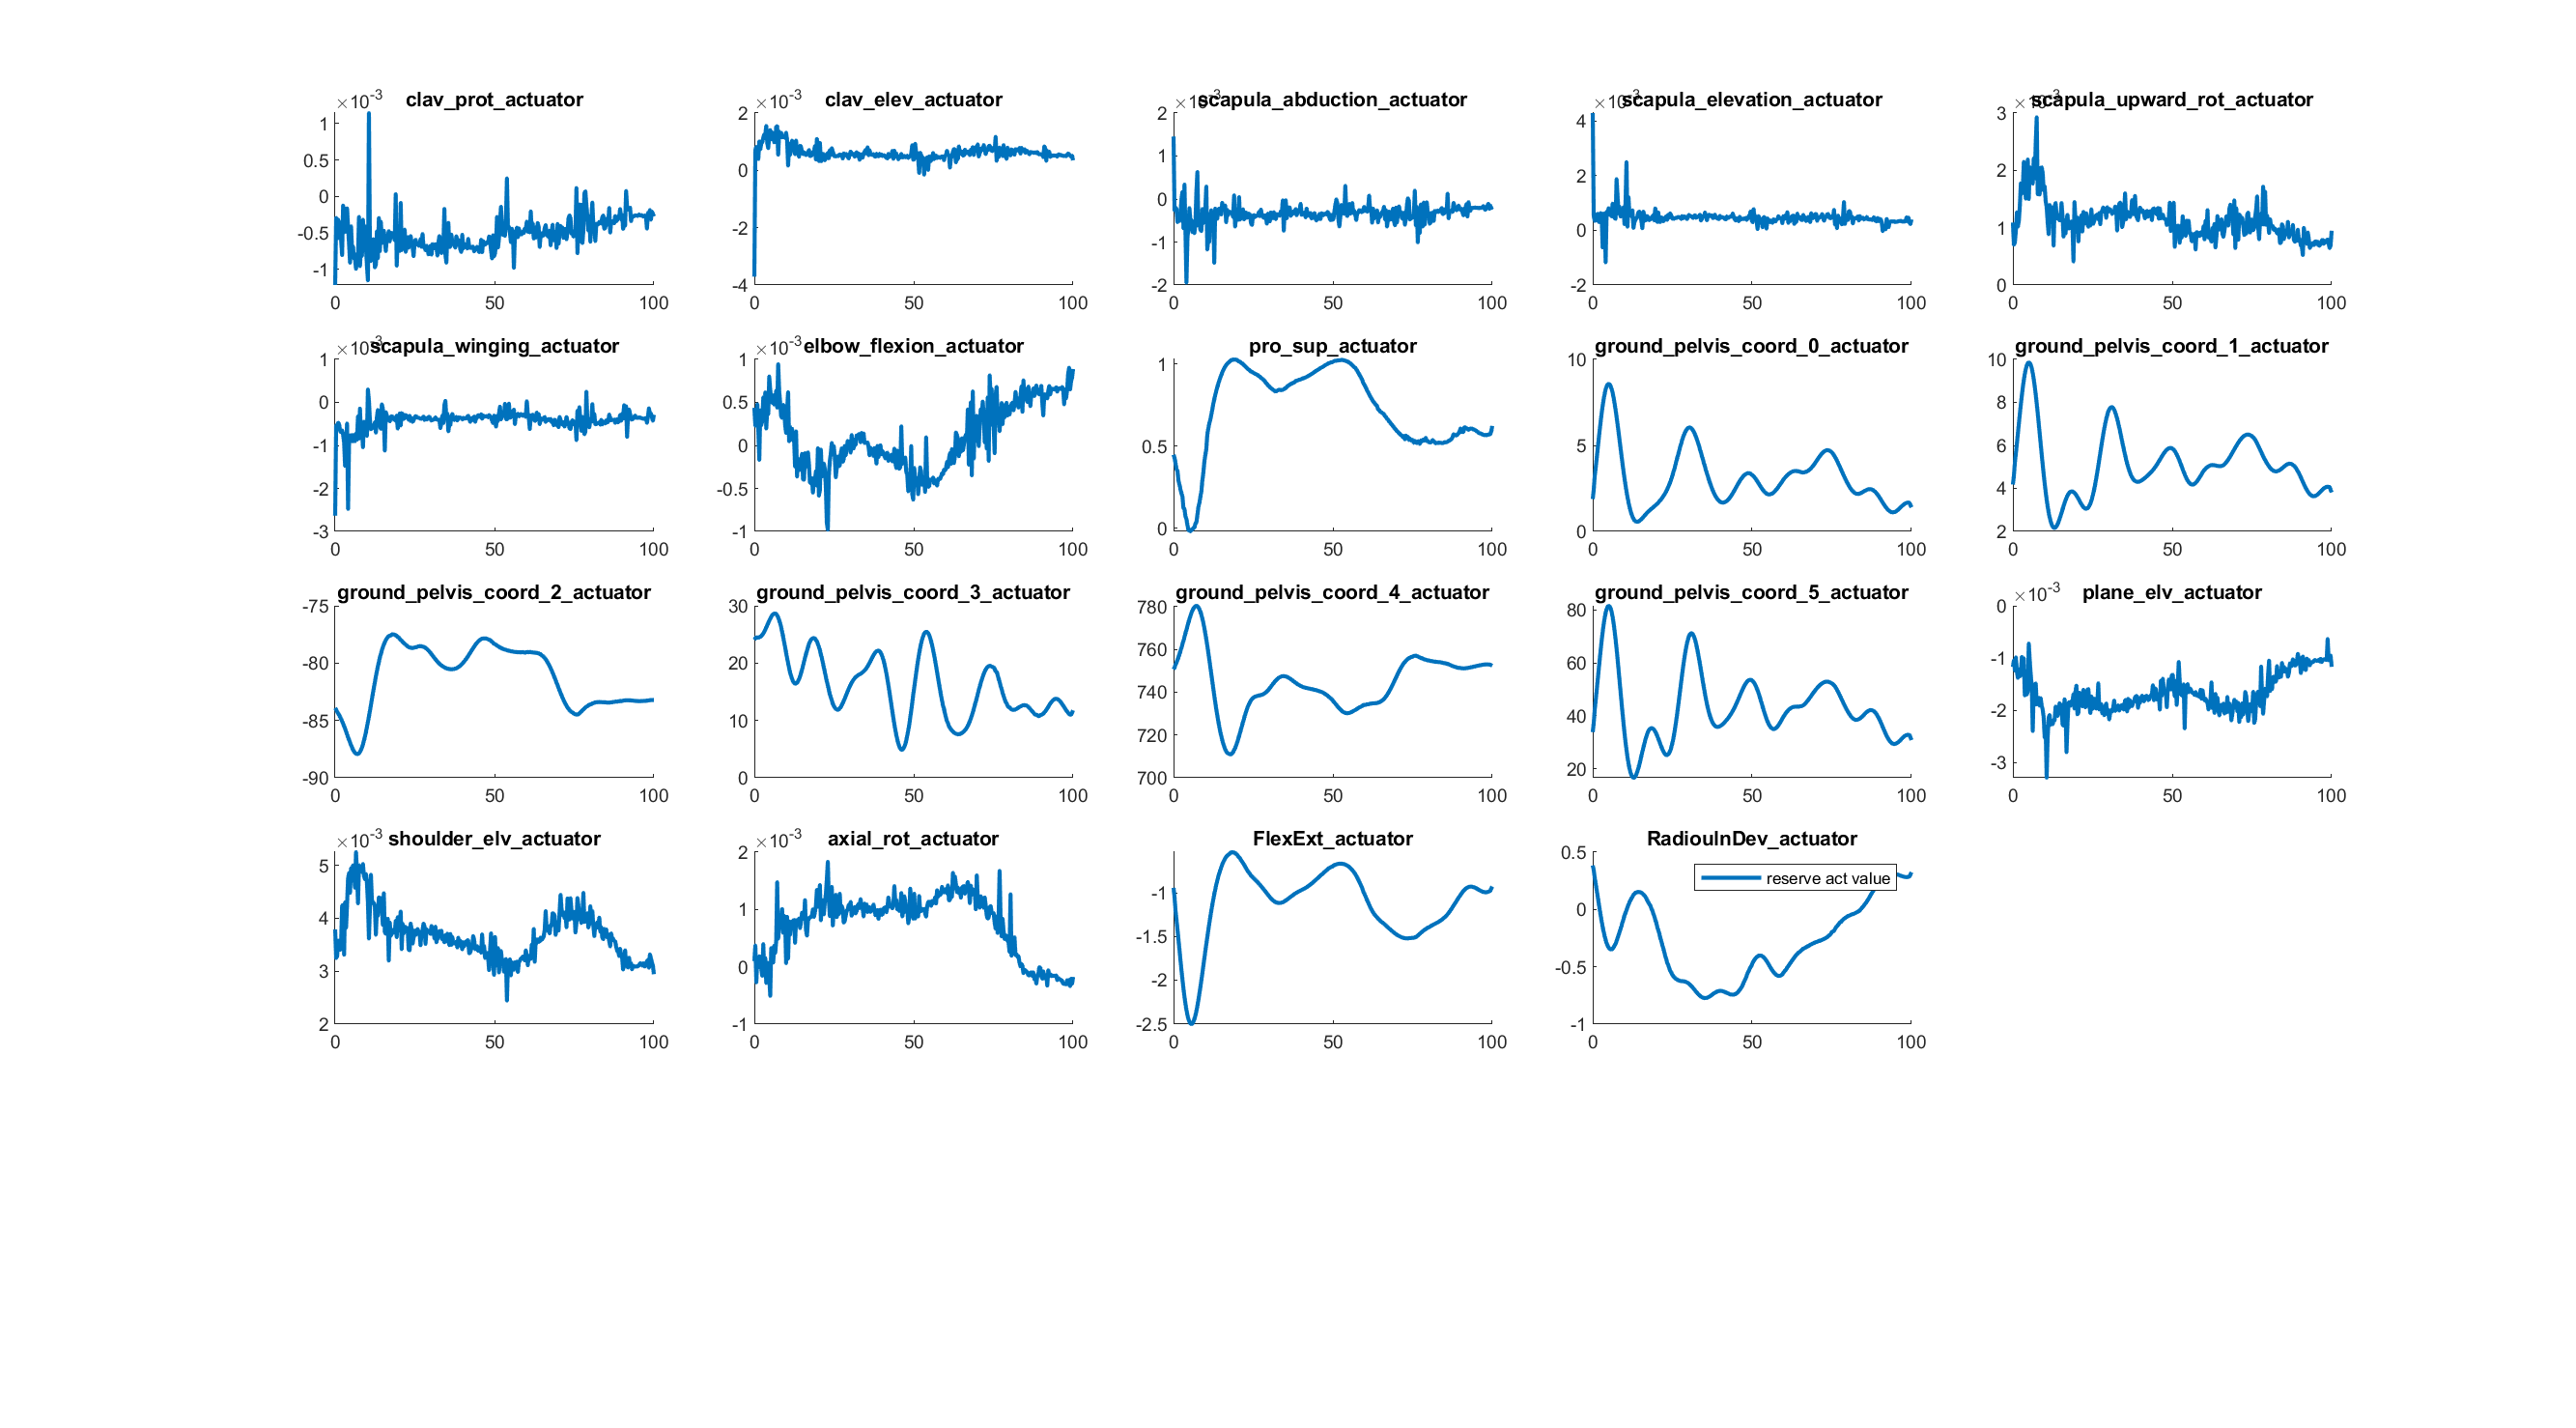 ×10-3 clav_prot_actuator
1
0.5
0
-0.5
-1
0 50 100
×10-3 clav_elev_actuator
2
0
-2
-4
0 50 100
×10-3 scapula_abduction_actuator
2
1
0
-1
-2
0 50 100
×10-3 scapula_elevation_actuator
4
2
0
-2
0 50 100
×10-3 scapula_upward_rot_actuator
3
2
1
0
0 50 100
×10-3 scapula_winging_actuator
1
0
-1
-2
-3
0 50 100
×10-3 elbow_flexion_actuator
1
0.5
0
-0.5
-1
0 50 100
pro_sup_actuator
1
0.5
0
0 50 100
ground_pelvis_coord_0_actuator
10
5
0
0 50 100
ground_pelvis_coord_1_actuator
10
8
6
4
2
0 50 100
ground_pelvis_coord_2_actuator
-75
-80
-85
-90
0 50 100
ground_pelvis_coord_3_actuator
30
20
10
0
0 50 100
ground_pelvis_coord_4_actuator
780
760
740
720
700
0 50 100
ground_pelvis_coord_5_actuator
80
60
40
20
0 50 100
×10-3 plane_elv_actuator
0
-1
-2
-3
0 50 100
×10-3 shoulder_elv_actuator
5
4
3
2
0 50 100
×10-3 axial_rot_actuator
2
1
0
-1
0 50 100
FlexExt_actuator
-1
-1.5
-2
-2.5
0 50 100
RadioulnDev_actuator
0.5
0
-0.5
-1
0 50 100
reserve act value